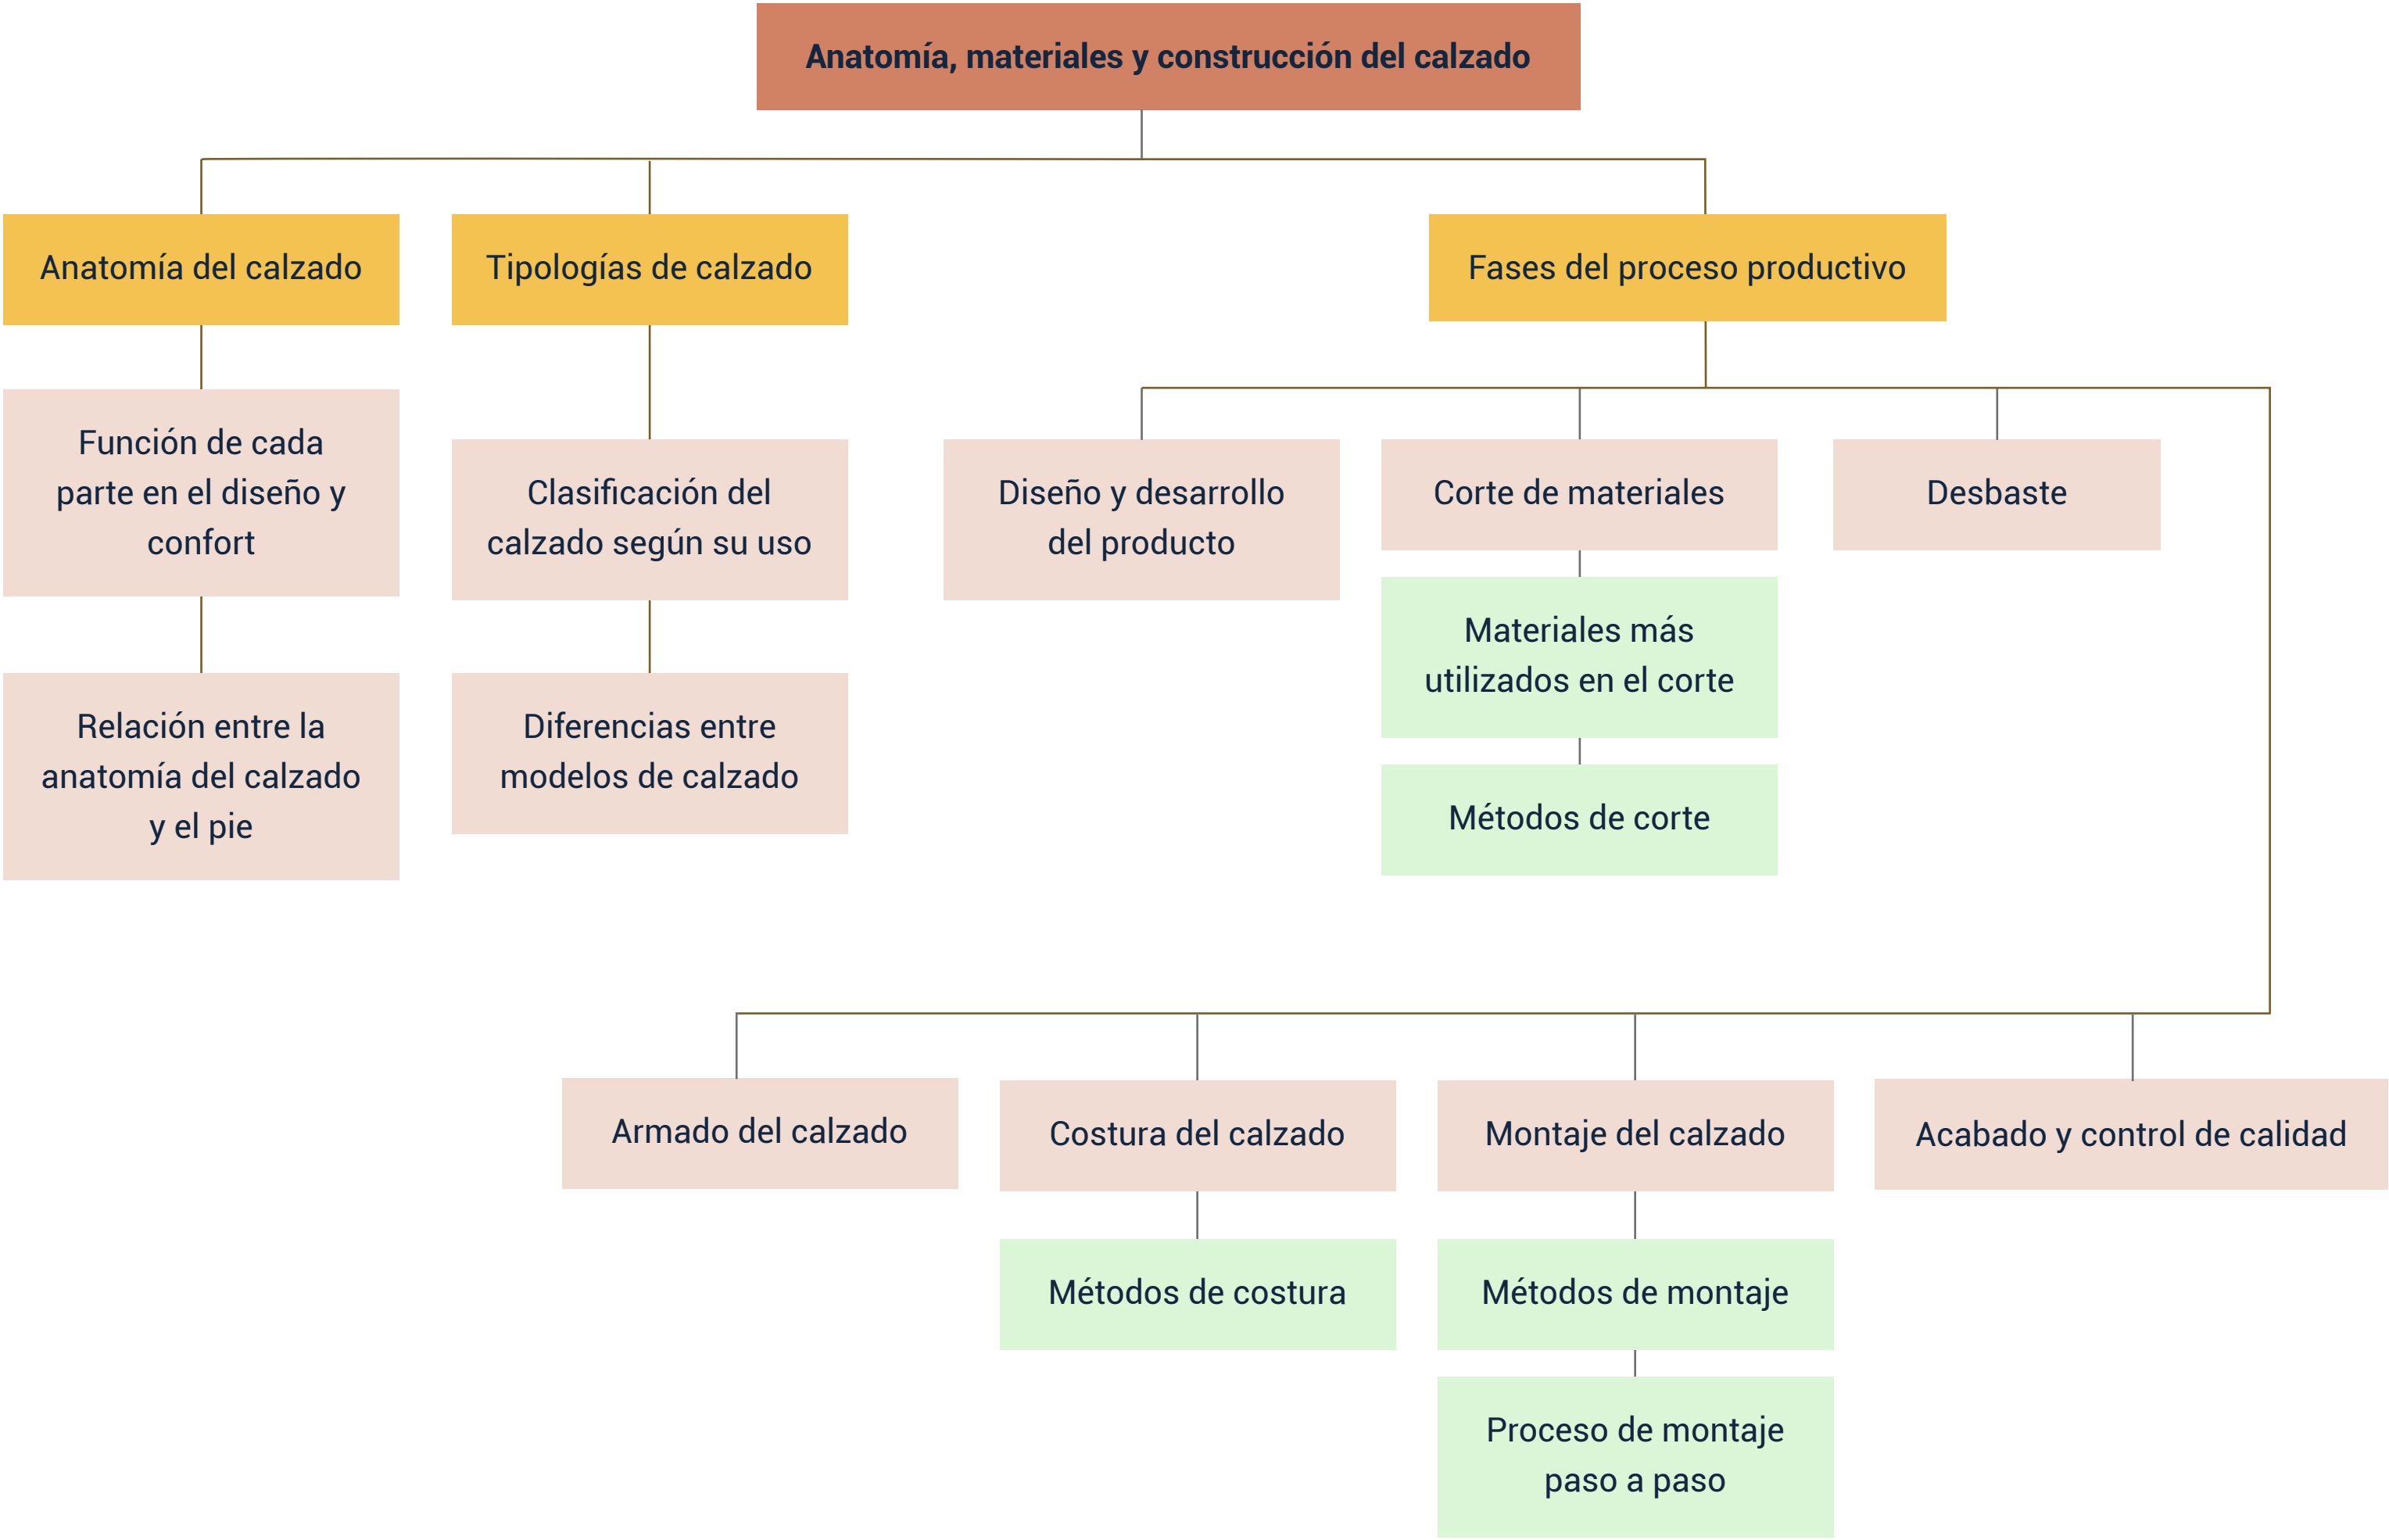 Anatomía, materiales y construcción del calzado
Anatomía del calzado
Tipologías de calzado
Fases del proceso productivo
Función de cada
parte en el diseño y
confort
Relación entre la
anatomía del calzado
y el pie
Clasificación del
calzado según su uso
Diferencias entre
modelos de calzado
Diseño y desarrollo
del producto
Corte de materiales
Materiales más
utilizados en el corte
Métodos de corte
Desbaste
Armado del calzado
Costura del calzado
Métodos de costura
Montaje del calzado
Métodos de montaje
Proceso de montaje
paso a paso
Acabado y control de calidad